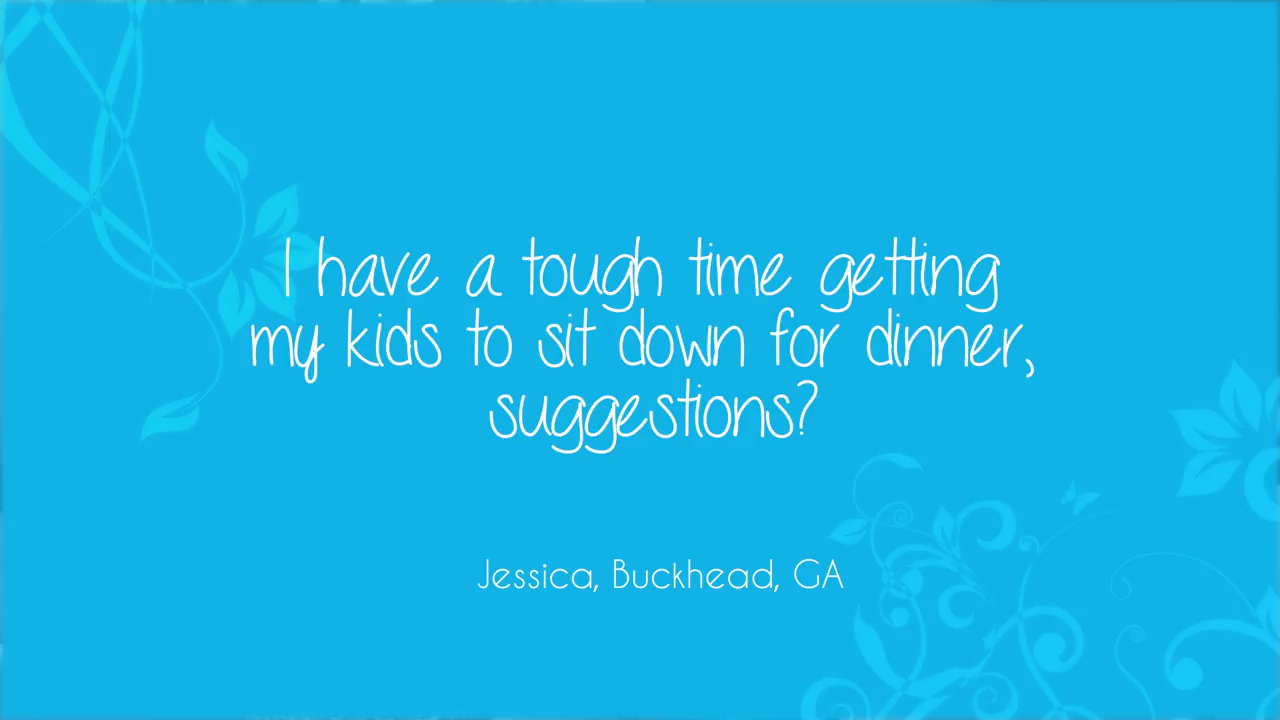 I have a tough time getting
my kids to sit down for dinner,
suggestions?
Jessica, Buckhead, GA